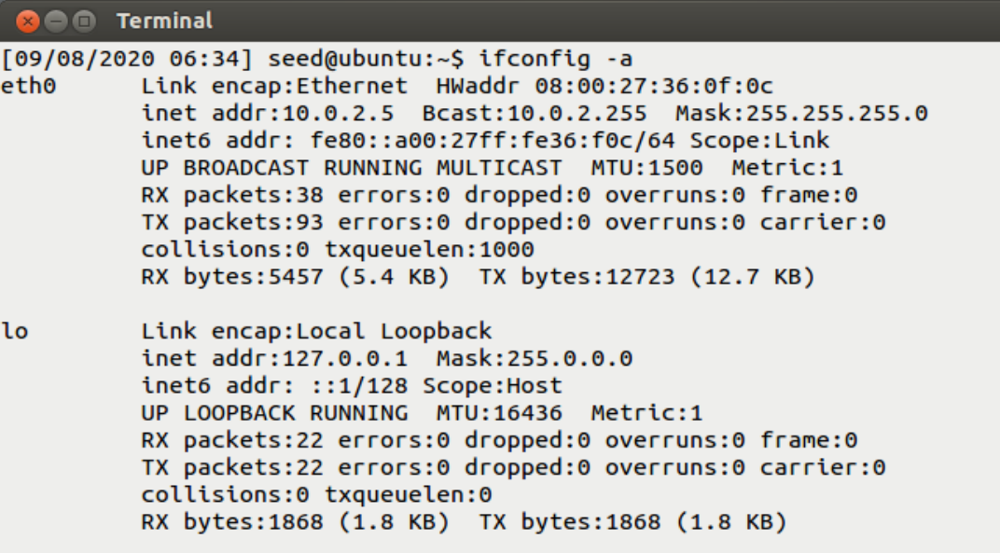 Terminal
[09/08/2020 06:34] seed@ubuntu:~$ ifconfig -a
eth0      Link encap:Ethernet  HWaddr 08:00:27:36:0f:0c
          inet addr:10.0.2.5  Bcast:10.0.2.255  Mask:255.255.255.0
          inet6 addr: fe80::a00:27ff:fe36:f0c/64 Scope:Link
          UP BROADCAST RUNNING MULTICAST  MTU:1500  Metric:1
          RX packets:38 errors:0 dropped:0 overruns:0 frame:0
          TX packets:93 errors:0 dropped:0 overruns:0 carrier:0
          collisions:0 txqueuelen:1000
          RX bytes:5457 (5.4 KB)  TX bytes:12723 (12.7 KB)

lo        Link encap:Local Loopback
          inet addr:127.0.0.1  Mask:255.0.0.0
          inet6 addr: ::1/128 Scope:Host
          UP LOOPBACK RUNNING  MTU:16436  Metric:1
          RX packets:22 errors:0 dropped:0 overruns:0 frame:0
          TX packets:22 errors:0 dropped:0 overruns:0 carrier:0
          collisions:0 txqueuelen:0
          RX bytes:1868 (1.8 KB)  TX bytes:1868 (1.8 KB)